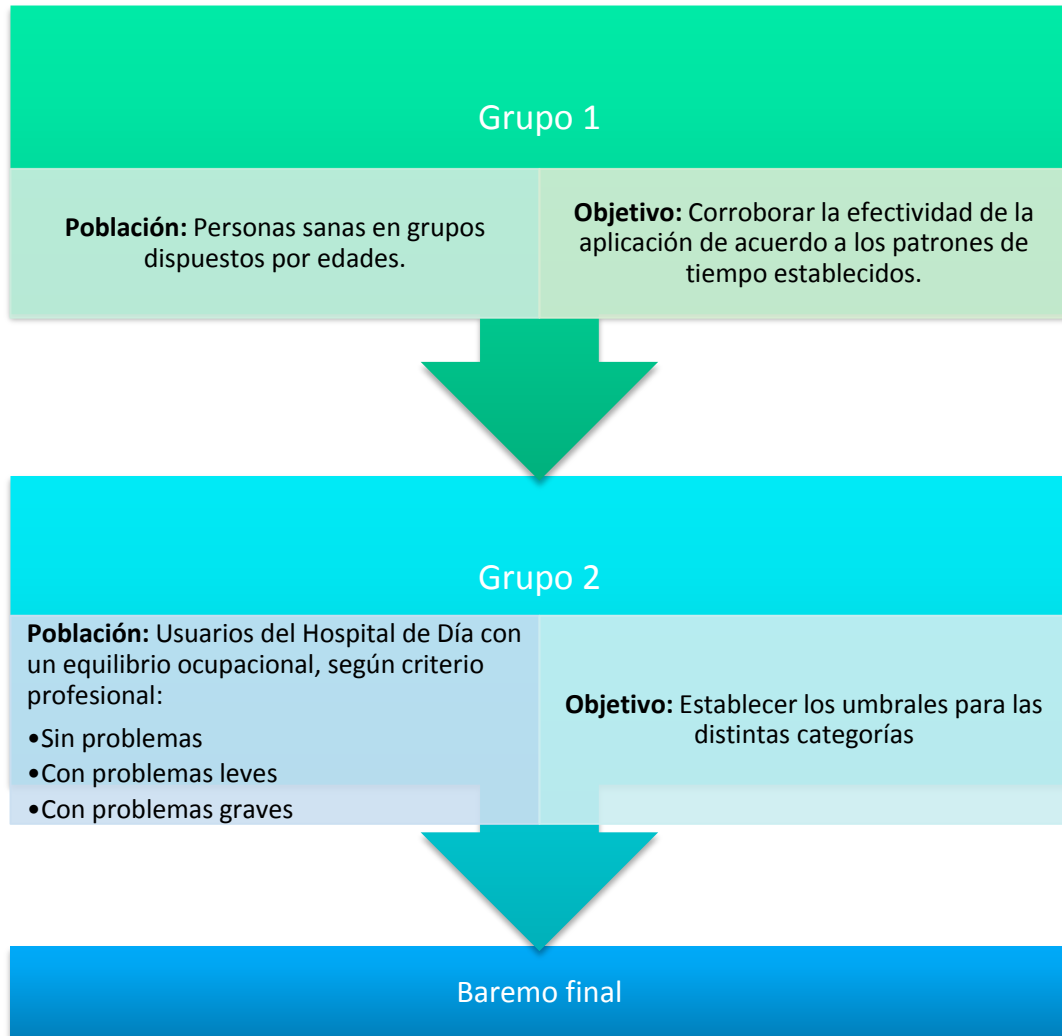 Grupo 1
Población: Personas sanas en grupos
dispuestos por edades.
Objetivo: Corroborar la efectividad de la
aplicación de acuerdo a los patrones de
tiempo establecidos.
Grupo 2
Población: Usuarios del Hospital de Día con
un equilibrio ocupacional, según criterio
profesional:
•Sin problemas
•Con problemas leves
•Con problemas graves
Objetivo: Establecer los umbrales para las
distintas categorías
Baremo final